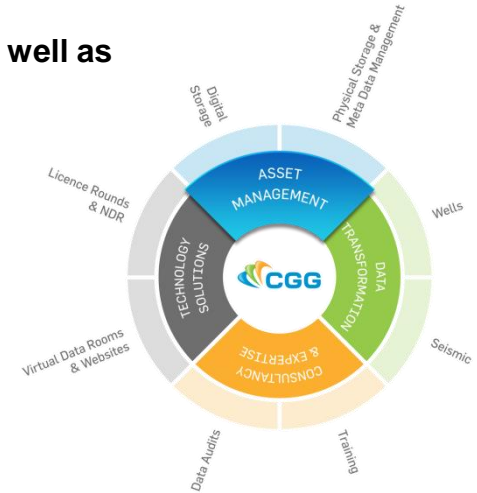 well as
Digital
Storage
Physical Storage &
Meta Data Management
Licence Rounds
& NDR
ASSET
MANAGEMENT
Wells
TECHNOLOGY
SOLUTIONS
CGG
DATA
TRANSFORMATION
Virtual Data Rooms
& Websites
CONSULTANCY
& EXPERTISE
Seismic
Data Audits
Training